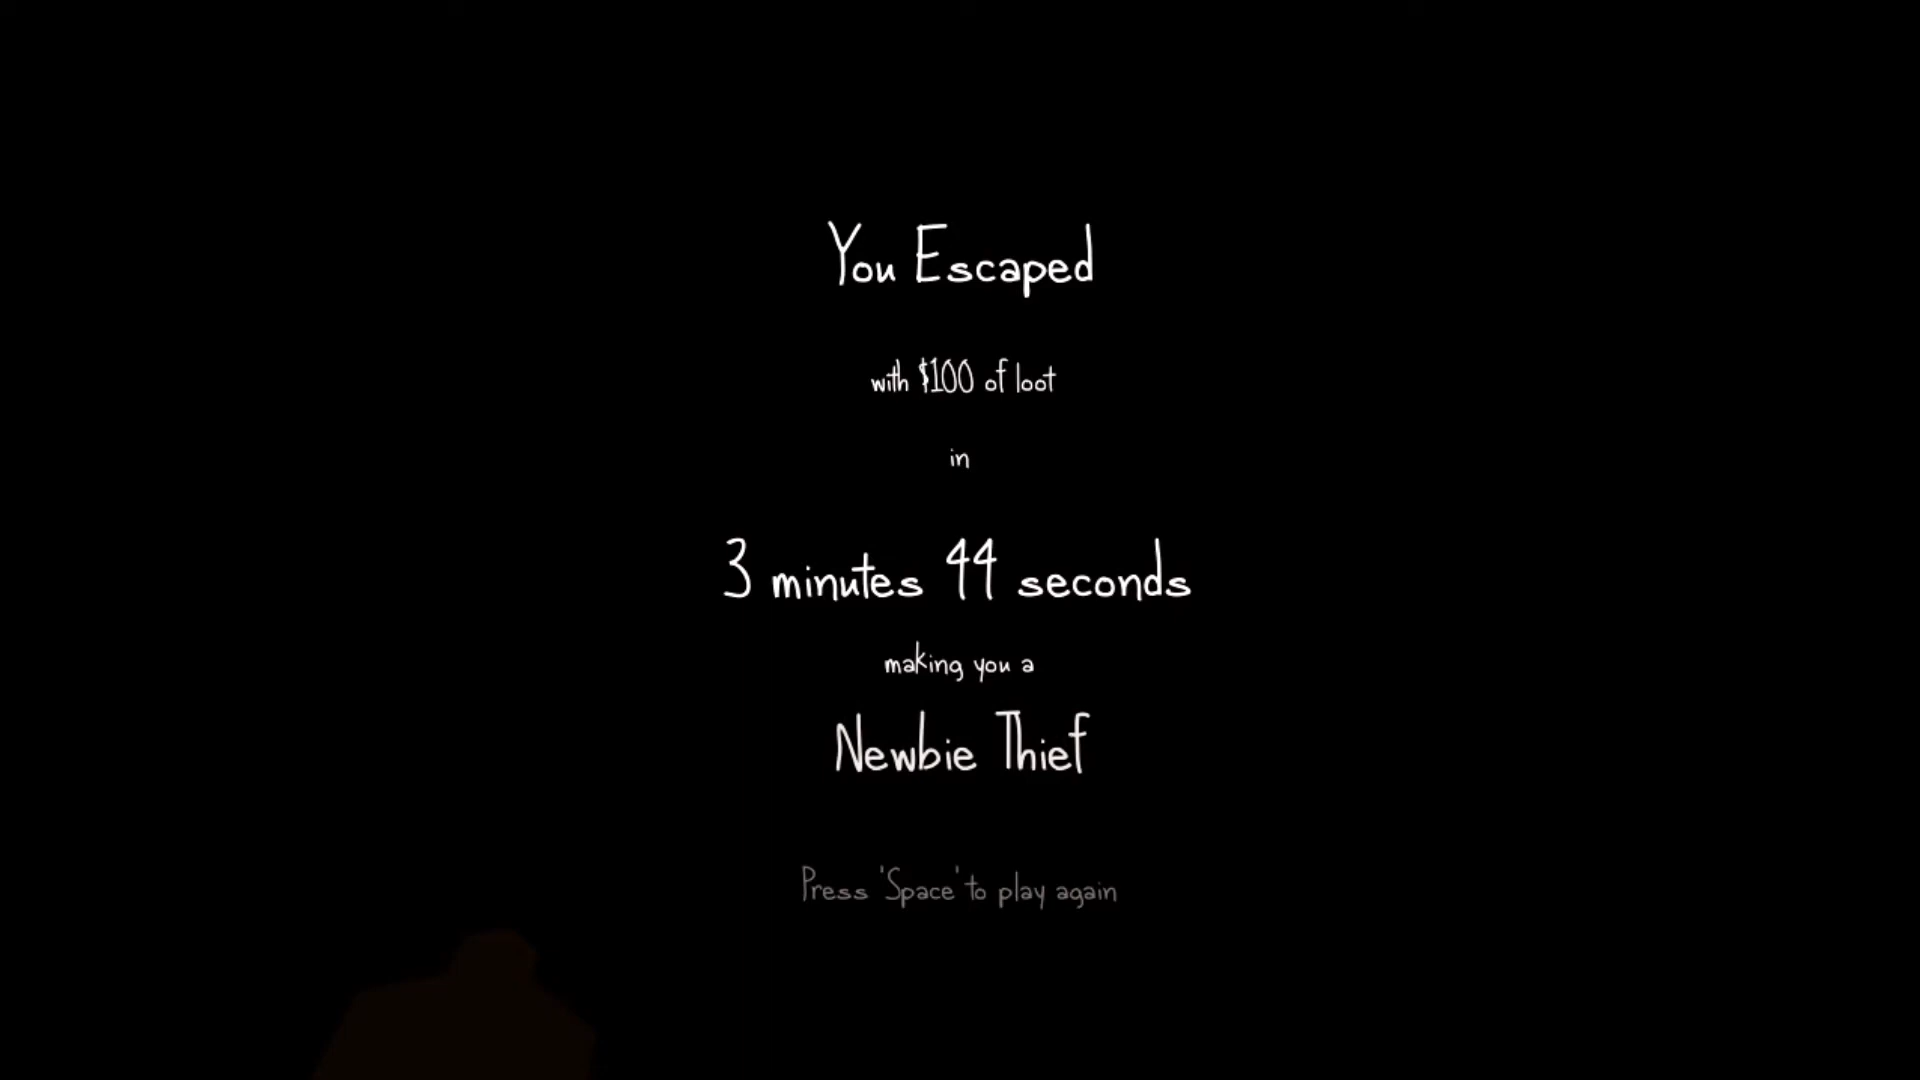 You Escaped
with $100 of loot
in
3 minutes 44 seconds
making you a
Newbie Thief
Press 'Space' to play again